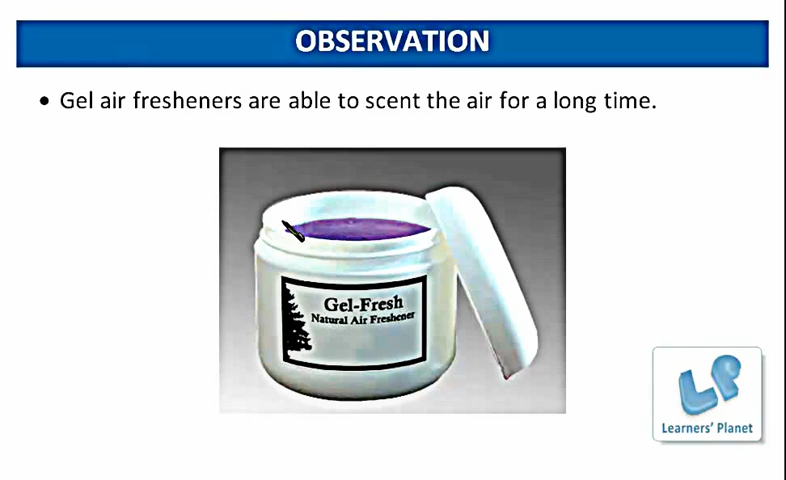 OBSERVATION
• Gel air fresheners are able to scent the air for a long time.
Gel-Fresh
Natural Air Freshener
LP
Learners' Planet